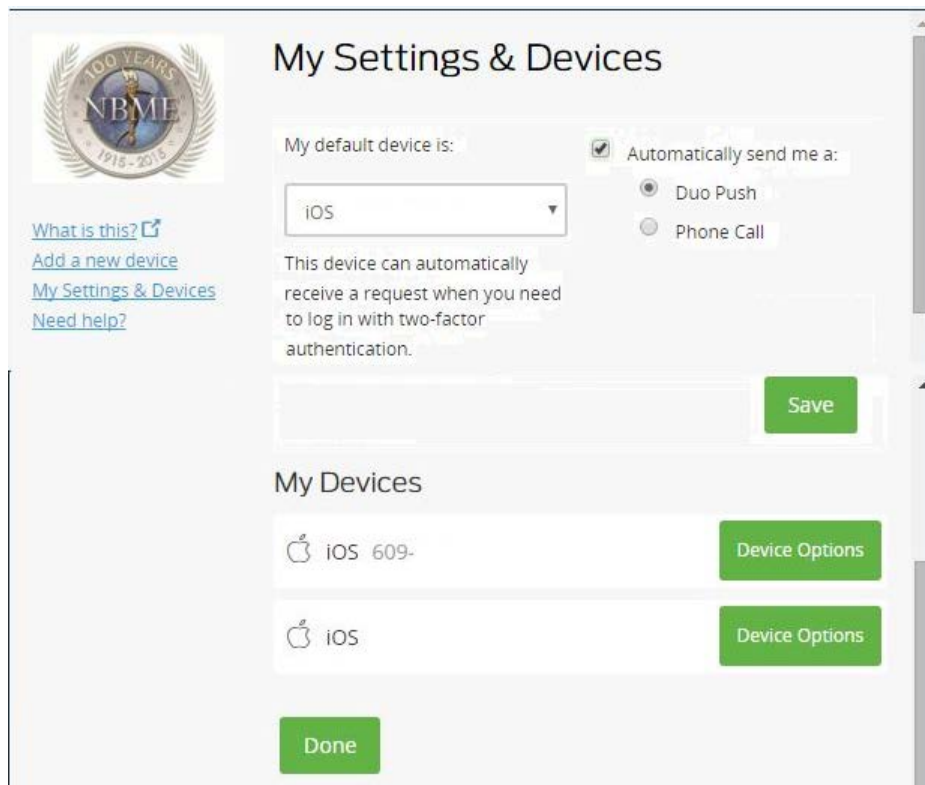 100 YEARS
NBME
1915 - 2015
What is this?
Add a new device
My Settings & Devices
Need help?
My Settings & Devices
My default device is:
iOS
This device can automatically
receive a request when you need
to log in with two-factor
authentication.
Automatically send me a:
Duo Push
Phone Call
Save
My Devices
iOS 609-
Device Options
iOS
Device Options
Done